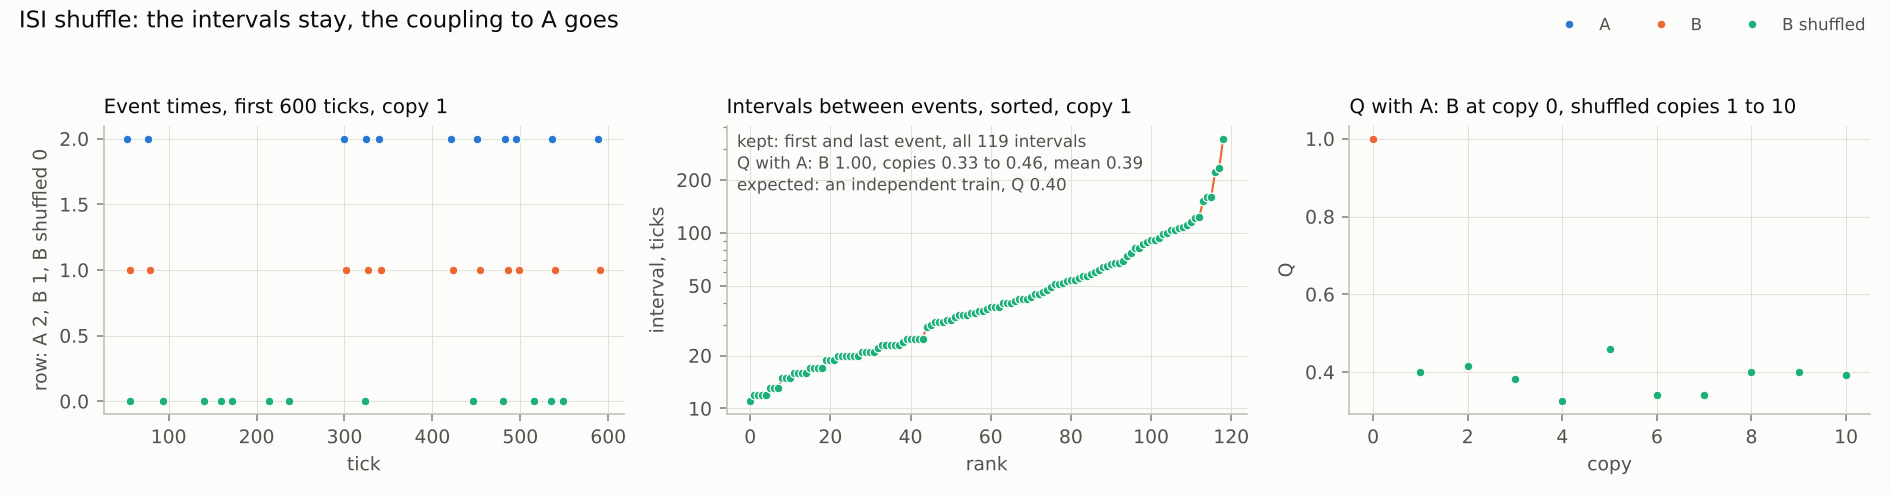 ISI shuffle: the intervals stay, the coupling to A goes
A
B
B shuffled
Event times, first 600 ticks, copy 1
row: A 2, B 1, B shuffled 0
2.0
1.5
1.0
0.5
0.0
100
200
300
400
500
600
tick
Intervals between events, sorted, copy 1
kept: first and last event, all 119 intervals
Q with A: B 1.00, copies 0.33 to 0.46, mean 0.39
expected: an independent train, Q 0.40
interval, ticks
200
100
50
20
10
0
20
40
60
80
100
120
rank
Q with A: B at copy 0, shuffled copies 1 to 10
Q
1.0
0.8
0.6
0.4
0
2
4
6
8
10
copy